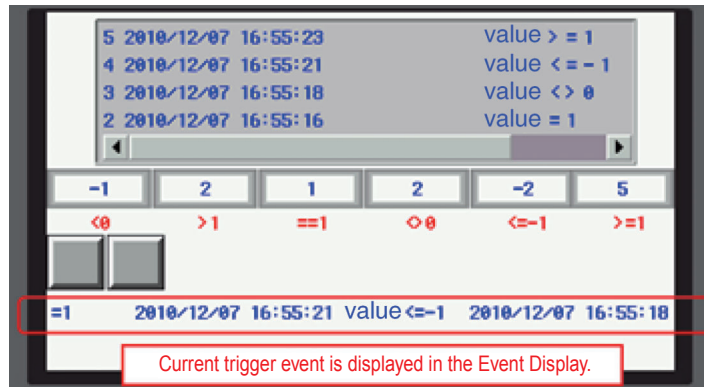 5 2010/12/07 16:55:23 value > = 1
4 2010/12/07 16:55:21 value < = - 1
3 2010/12/07 16:55:18 value <> 0
2 2010/12/07 16:55:16 value = 1
-1 2 1 2 -2 5
<0 >1 ==1 <>0 <=-1 >=1
=1 2010/12/07 16:55:21 value <=-1 2010/12/07 16:55:18
Current trigger event is displayed in the Event Display.